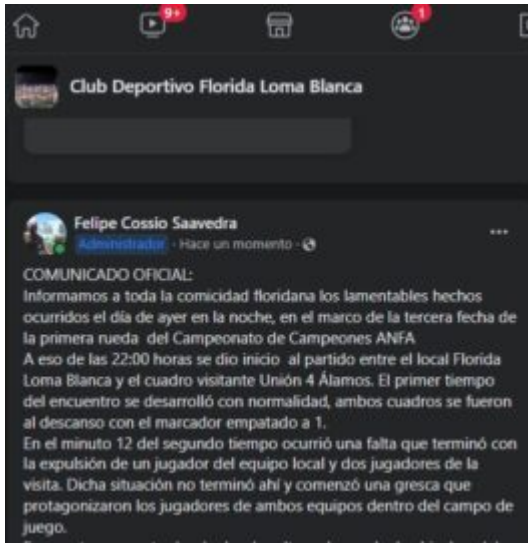 9+
1
Club Deportivo Florida Loma Blanca
Felipe Cossio Saavedra
Administrador · Hace un momento ·
COMUNICADO OFICIAL:
Informamos a toda la comicidad floridana los lamentables hechos
ocurridos el día de ayer en la noche, en el marco de la tercera fecha de
la primera rueda del Campeonato de Campeones ANFA
A eso de las 22:00 horas se dio inicio al partido entre el local Florida
Loma Blanca y el cuadro visitante Unión 4 Álamos. El primer tiempo
del encuentro se desarrolló con normalidad, ambos cuadros se fueron
al descanso con el marcador empatado a 1.
En el minuto 12 del segundo tiempo ocurrió una falta que terminó con
la expulsión de un jugador del equipo local y dos jugadores de la
visita. Dicha situación no terminó ahí y comenzó una gresca que
protagonizaron los jugadores de ambos equipos dentro del campo de
juego.